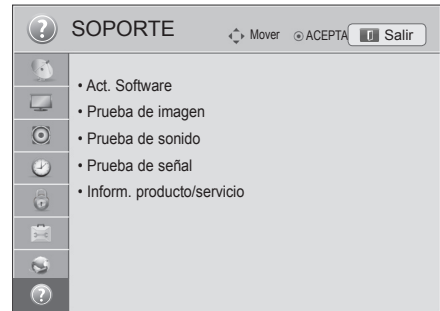 SOPORTE
Mover
ACEPTA
Salir
• Act. Software
• Prueba de imagen
• Prueba de sonido
• Prueba de señal
• Inform. producto/servicio